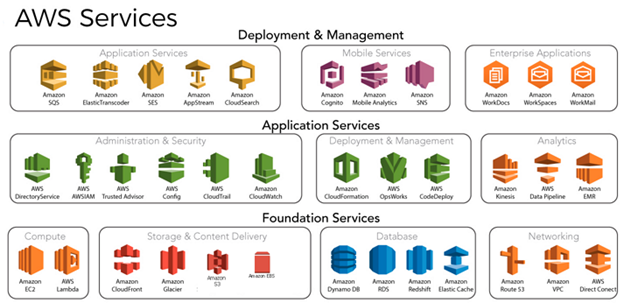 AWS Services
Deployment & Management
Application Services
Mobile Services
Enterprise Applications
Amazon SQS
Amazon ElasticTranscoder
Amazon SES
Amazon AppStream
Amazon CloudSearch
Amazon Cognito
Amazon Mobile Analytics
Amazon SNS
Amazon WorkDocs
Amazon WorkSpaces
Amazon WorkMail
Application Services
Administration & Security
Deployment & Management
Analytics
AWS DirectoryService
AWS AWSIAM
AWS Trusted Advisor
AWS Config
AWS CloudTrail
Amazon CloudWatch
Amazon CloudFormation
AWS OpsWorks
AWS CodeDeploy
Amazon Kinesis
AWS Data Pipeline
Amazon EMR
Foundation Services
Compute
Storage & Content Delivery
Database
Networking
Amazon EC2
AWS Lambda
Amazon CloudFront
Amazon Glacier
Amazon S3
Amazon EBS
Amazon Dynamo DB
Amazon RDS
Amazon Redshift
Amazon Elastic Cache
Amazon Route 53
Amazon VPC
AWS Direct Conect